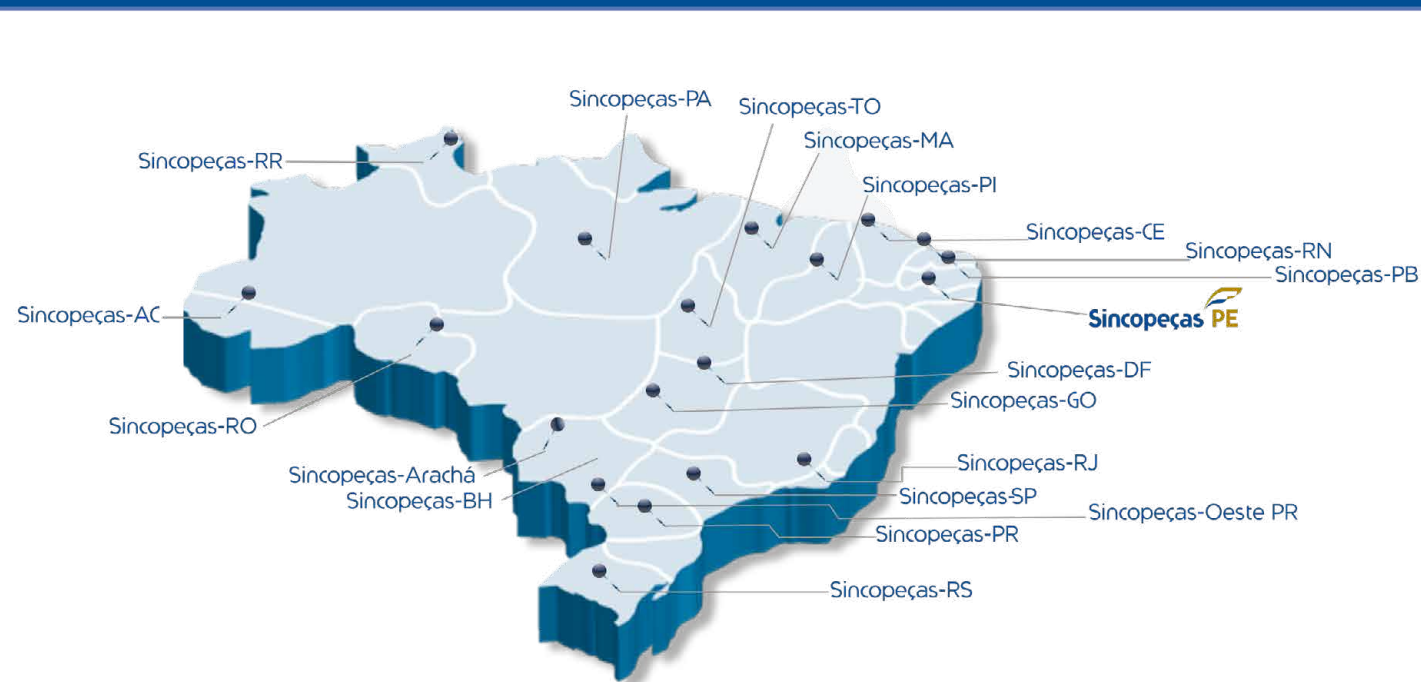 Sincopeças-PA
Sincopeças-TO
Sincopeças-MA
Sincopeças-RR
Sincopeças-PI
Sincopeças-CE
Sincopeças-RN
Sincopeças-PB
Sincopeças-AC
Sincopeças PE
Sincopeças-DF
Sincopeças-GO
Sincopeças-RO
Sincopeças-RJ
Sincopeças-Arachá
Sincopeças-BH
Sincopeças-SP
Sincopeças-Oeste PR
Sincopeças-PR
Sincopeças-RS